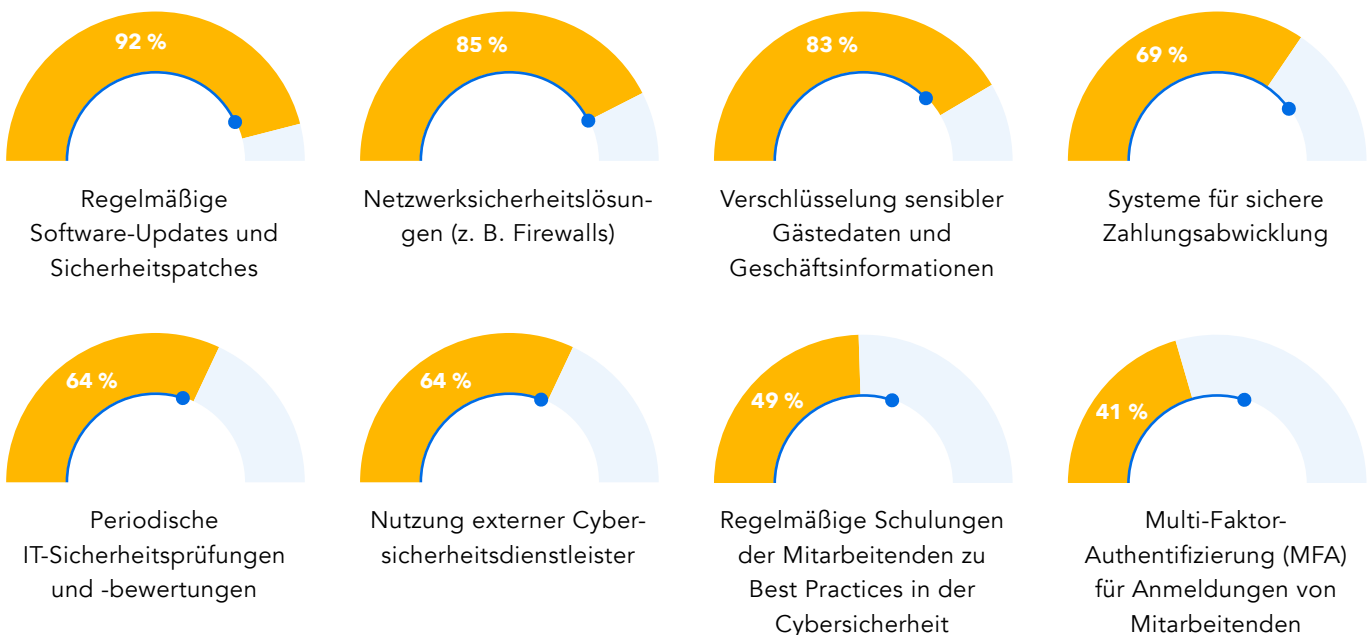 92 %
85 %
83 %
69 %
Regelmäßige
Software-Updates und
Sicherheitspatches
Netzwerksicherheitslösun-
gen (z. B. Firewalls)
Verschlüsselung sensibler
Gästedaten und
Geschäftsinformationen
Systeme für sichere
Zahlungsabwicklung
64 %
64 %
49 %
41 %
Periodische
IT-Sicherheitsprüfungen
und -bewertungen
Nutzung externer Cyber-
sicherheitsdienstleister
Regelmäßige Schulungen
der Mitarbeitenden zu
Best Practices in der
Cybersicherheit
Multi-Faktor-
Authentifizierung (MFA)
für Anmeldungen von
Mitarbeitenden